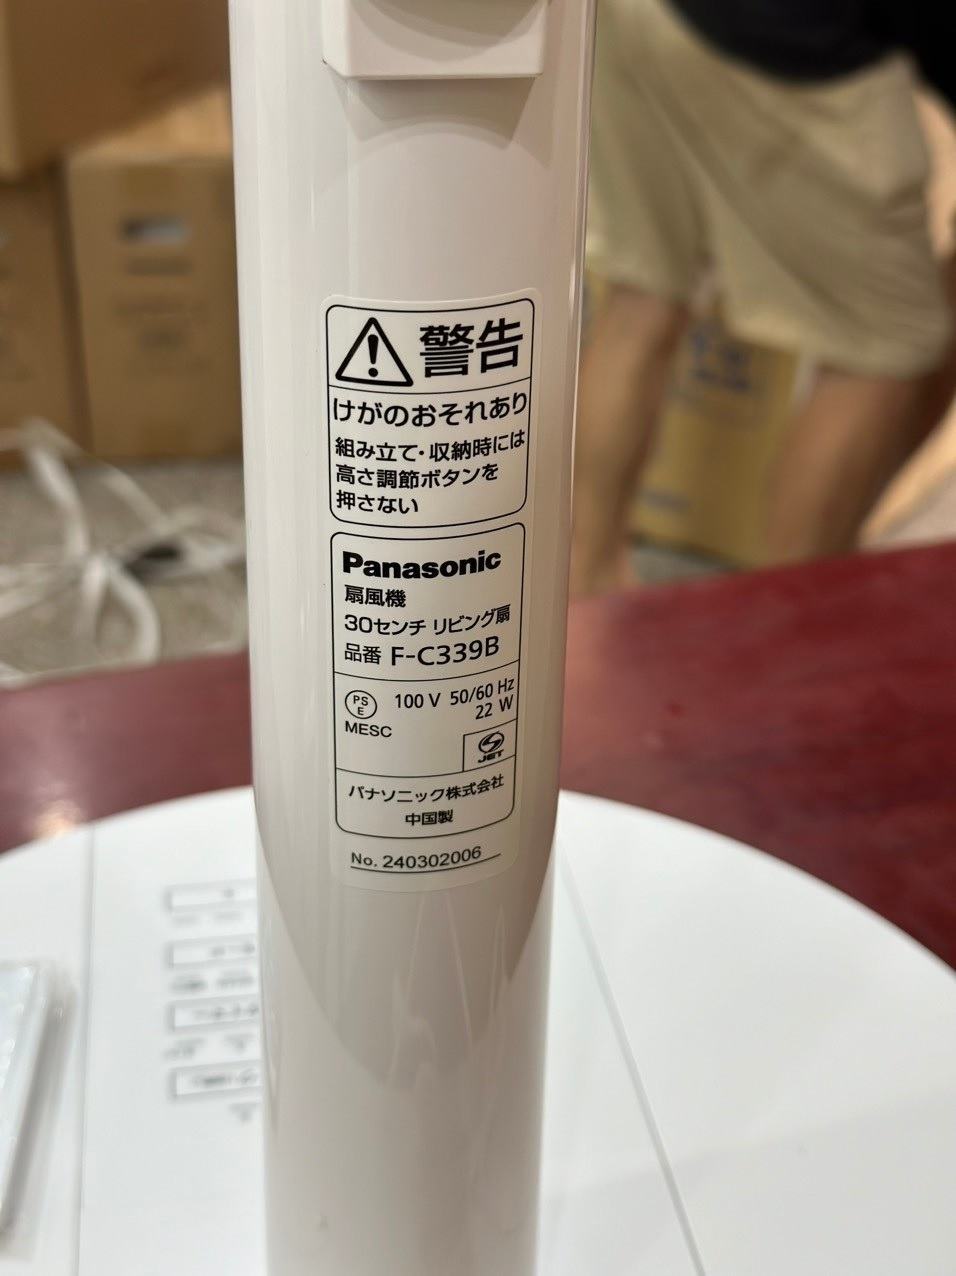 警告
けがのおそれあり
組み立て・収納時には
高さ調節ボタンを
押さない
Panasonic
扇風機
30センチ リビング扇
品番 F-C339B
PS
E
100 V 50/60 Hz
22 W
MESC
JET
パナソニック株式会社
中国製
No. 240302006